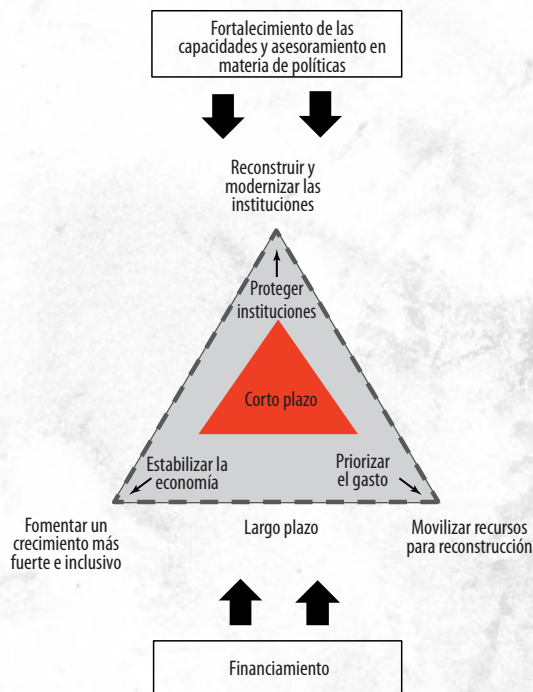 Fortalecimiento de las
capacidades y asesoramiento en
materia de políticas
Reconstruir y
modernizar las
instituciones
Proteger
instituciones
Corto plazo
Estabilizar la
economía
Priorizar
el gasto
Fomentar un
crecimiento más
fuerte e inclusivo
Largo plazo
Movilizar recursos
para reconstrucción
Financiamiento